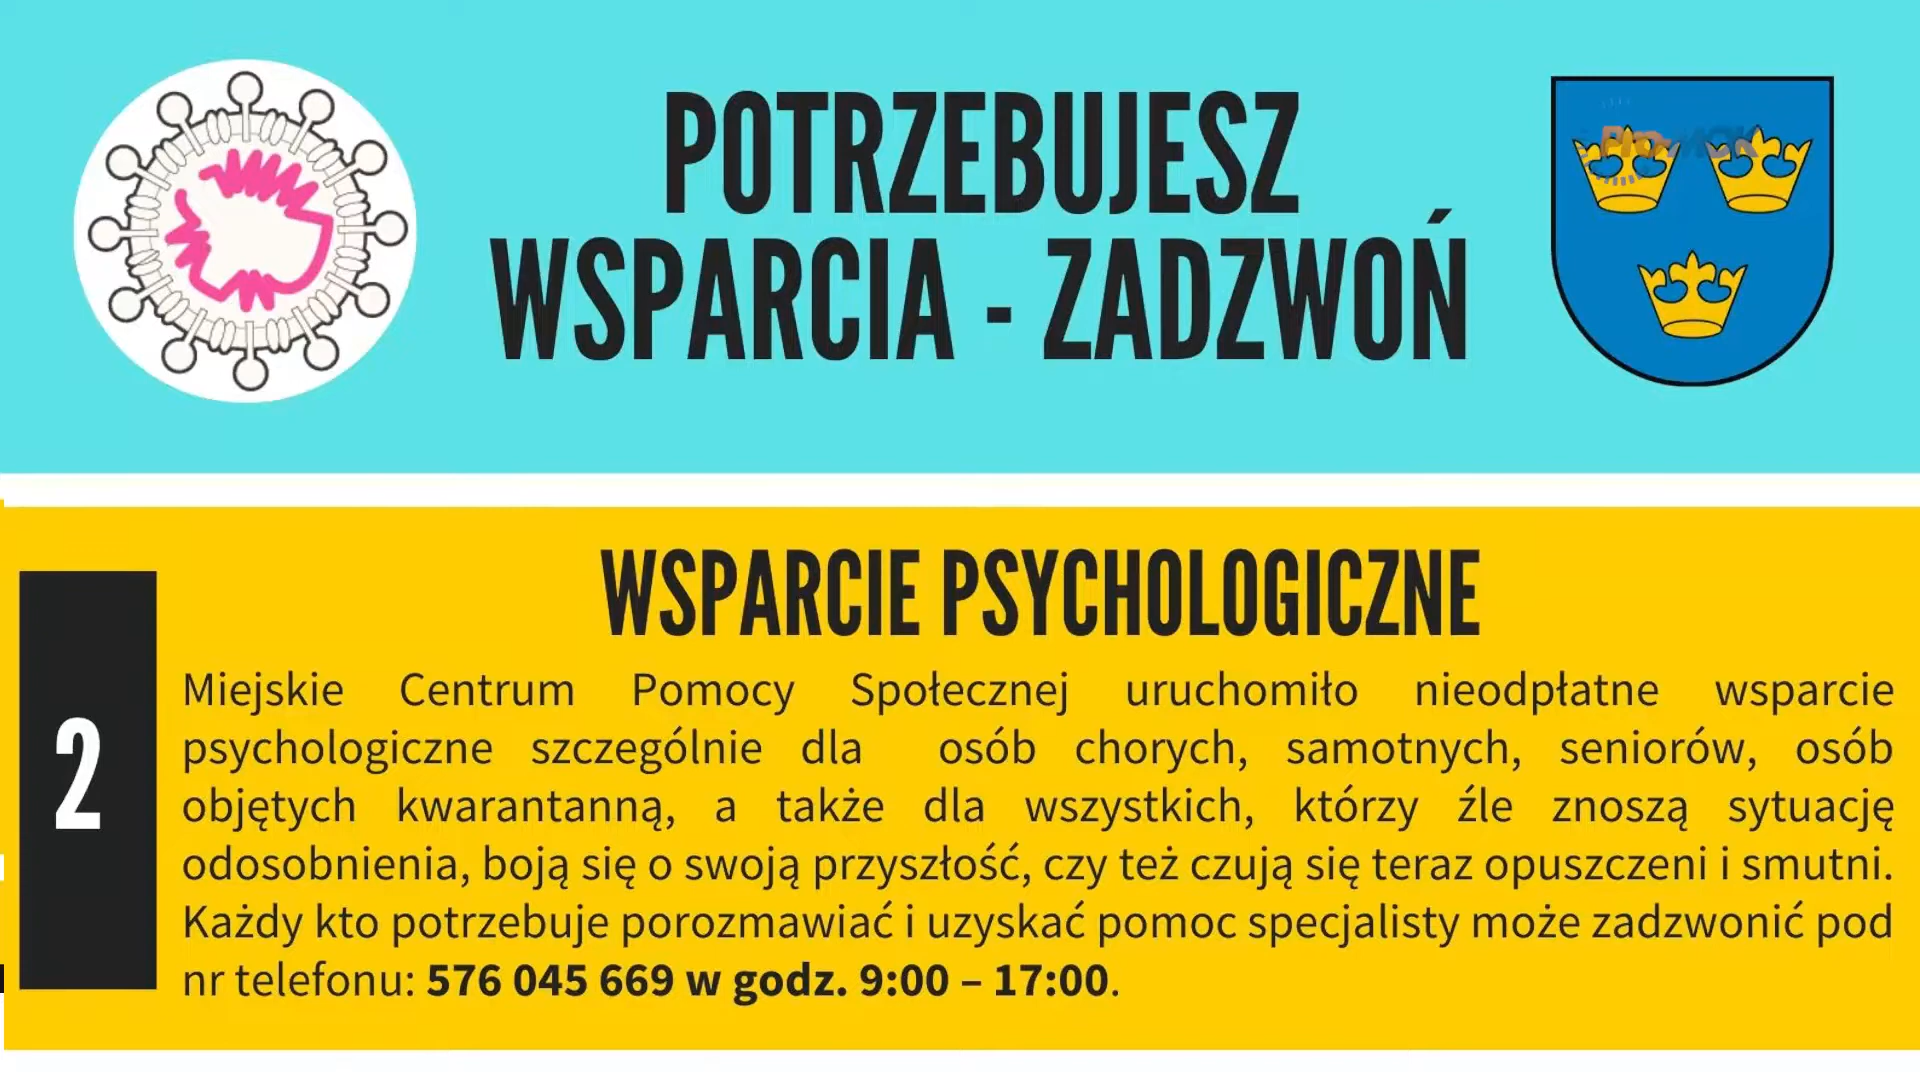 POTRZEBUJESZ
WSPARCIA - ZADZWOŃ
WSPARCIE PSYCHOLOGICZNE
2
Miejskie Centrum Pomocy Społecznej uruchomiło nieodpłatne wsparcie
psychologiczne szczególnie dla osób chorych, samotnych, seniorów, osób
objętych kwarantanną, a także dla wszystkich, którzy źle znoszą sytuację
odosobnienia, boją się o swoją przyszłość, czy też czują się teraz opuszczeni i smutni.
Każdy kto potrzebuje porozmawiać i uzyskać pomoc specjalisty może zadzwonić pod
nr telefonu: 576 045 669 w godz. 9:00 – 17:00.